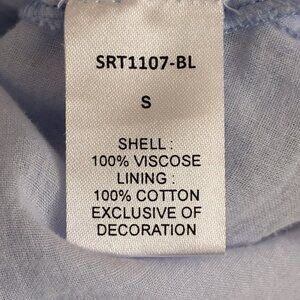 SRT1107-BL
S
SHELL :
100% VISCOSE
LINING :
100% COTTON
EXCLUSIVE OF
DECORATION